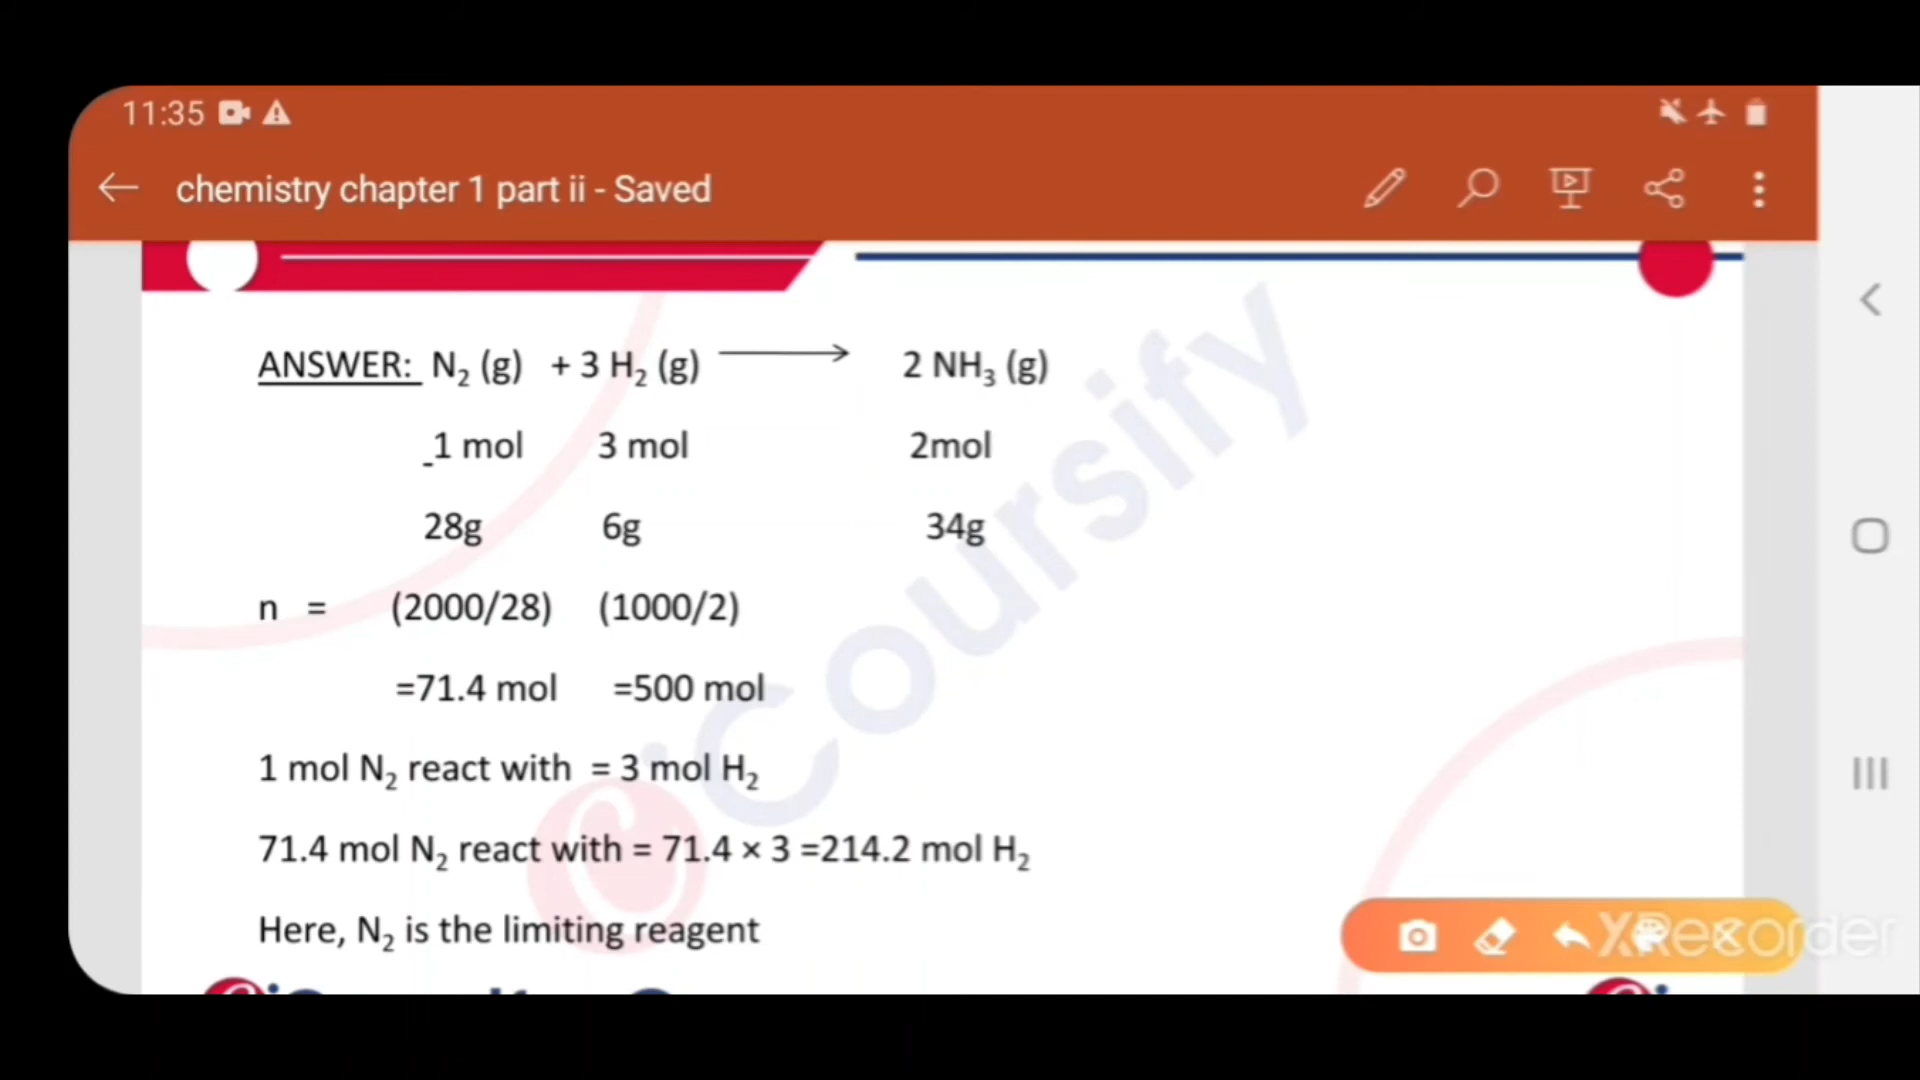 11:35
chemistry chapter 1 part ii - Saved
ANSWER: N₂ (g) + 3 H₂ (g) ⟶ 2 NH₃ (g)
-1 mol 3 mol 2mol
28g 6g 34g
n = (2000/28) (1000/2)
=71.4 mol =500 mol
1 mol N₂ react with = 3 mol H₂
71.4 mol N₂ react with = 71.4 × 3 =214.2 mol H₂
Here, N₂ is the limiting reagent
Coursify
XRecorder